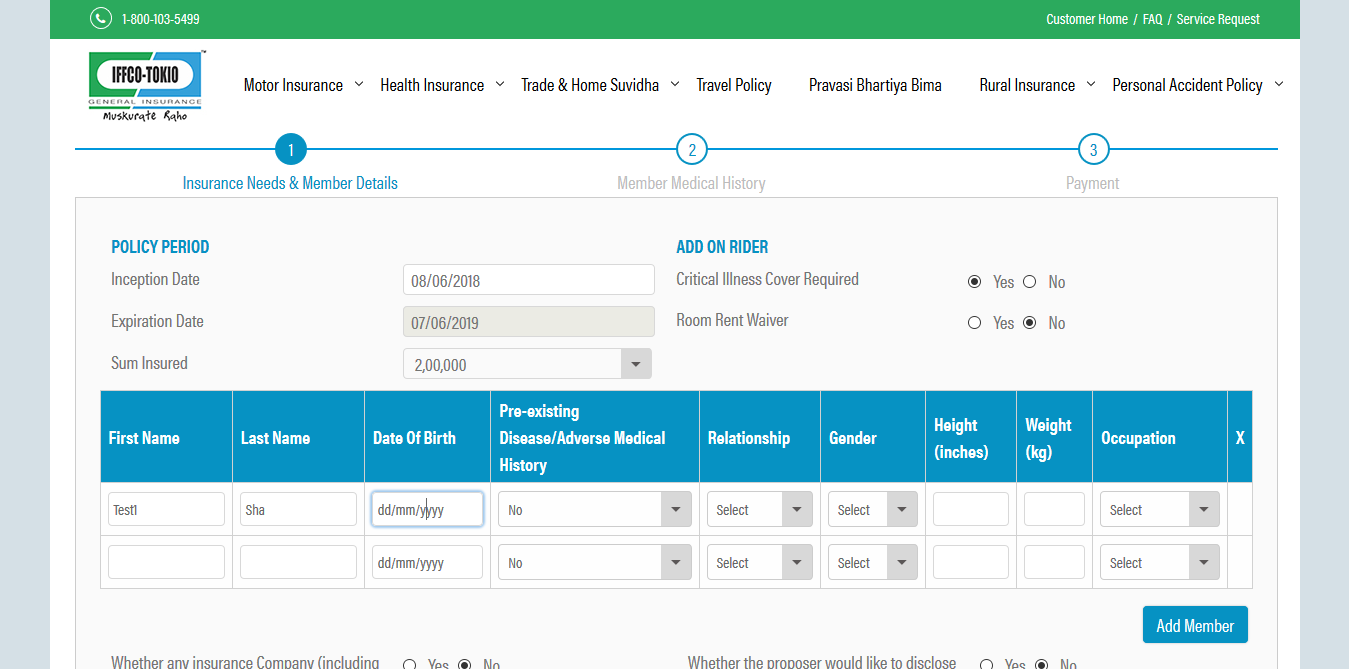 1-800-103-5499
Customer Home / FAQ / Service Request
IFFCO-TOKIO
GENERAL INSURANCE
Muskurate Raho
Motor Insurance
Health Insurance
Trade & Home Suvidha
Travel Policy
Pravasi Bhartiya Bima
Rural Insurance
Personal Accident Policy
1
2
3
Insurance Needs & Member Details
Member Medical History
Payment
POLICY PERIOD
Inception Date
08/06/2018
Expiration Date
07/06/2019
Sum Insured
2,00,000
ADD ON RIDER
Critical Illness Cover Required
Yes
No
Room Rent Waiver
Yes
No
First Name
Last Name
Date Of Birth
Pre-existing
Disease/Adverse Medical
History
Relationship
Gender
Height
(inches)
Weight
(kg)
Occupation
X
Test1
Sha
dd/mm/yyyy
No
Select
Select
Select
dd/mm/yyyy
No
Select
Select
Select
Add Member
Whether any insurance Company (including
Yes
No
Whether the proposer would like to disclose
Yes
No